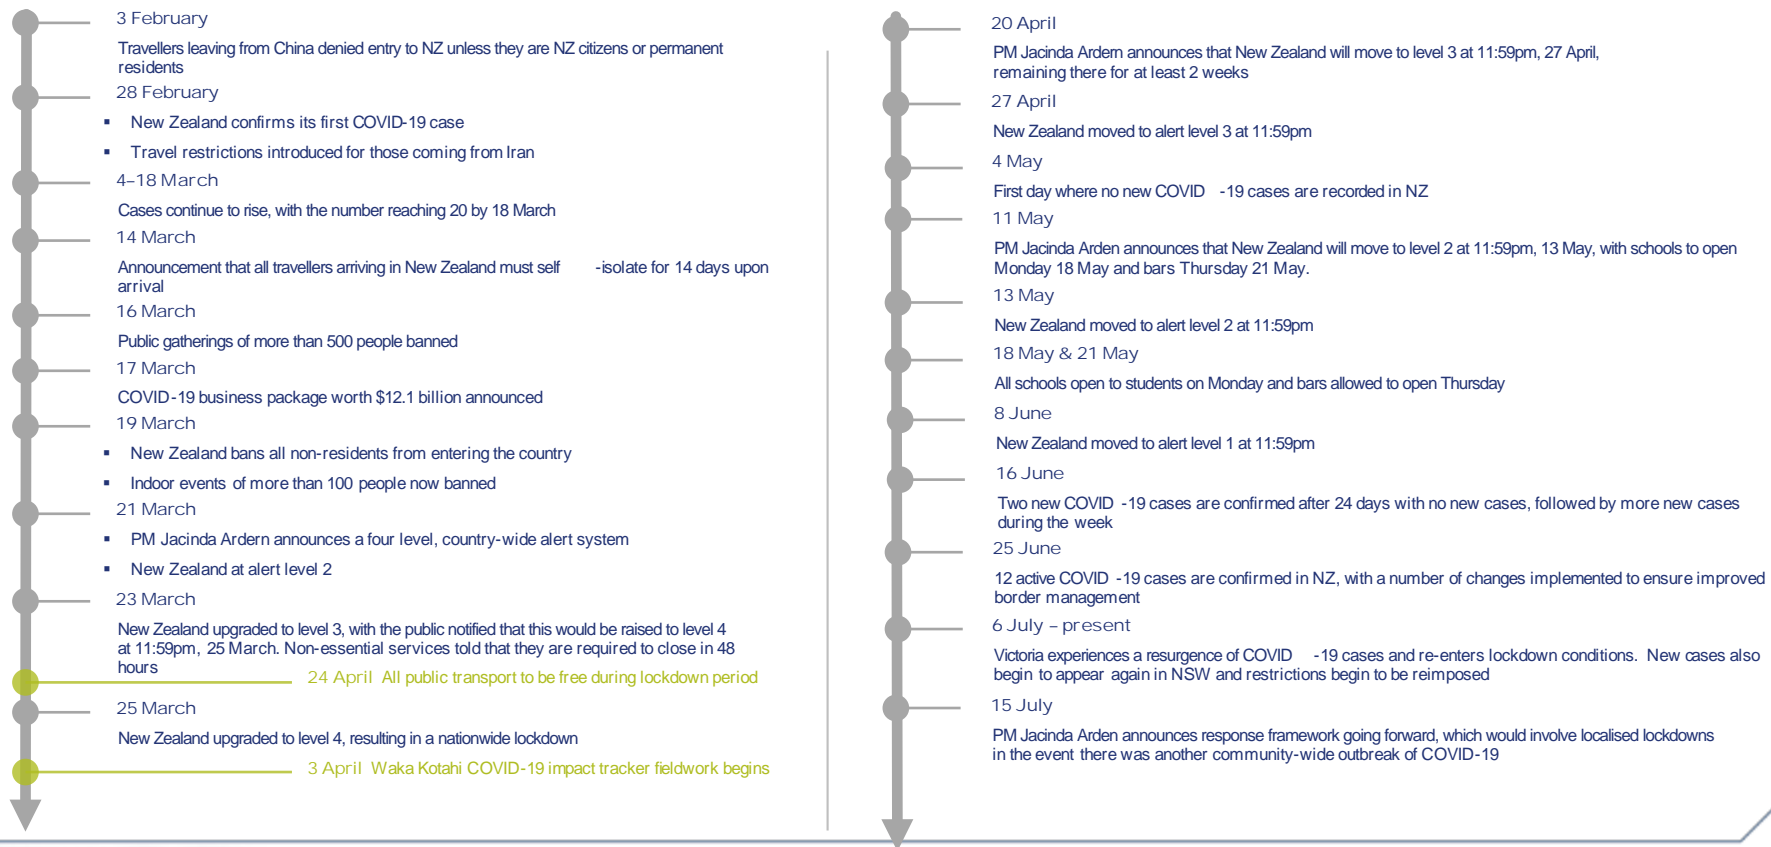 3 February
Travellers leaving from China denied entry to NZ unless they are NZ citizens or permanent
residents
28 February
▪ New Zealand confirms its first COVID-19 case
▪ Travel restrictions introduced for those coming from Iran
4–18 March
Cases continue to rise, with the number reaching 20 by 18 March
14 March
Announcement that all travellers arriving in New Zealand must self -isolate for 14 days upon
arrival
16 March
Public gatherings of more than 500 people banned
17 March
COVID-19 business package worth $12.1 billion announced
19 March
▪ New Zealand bans all non-residents from entering the country
▪ Indoor events of more than 100 people now banned
21 March
▪ PM Jacinda Ardern announces a four level, country-wide alert system
▪ New Zealand at alert level 2
23 March
New Zealand upgraded to level 3, with the public notified that this would be raised to level 4
at 11:59pm, 25 March. Non-essential services told that they are required to close in 48
hours
24 April All public transport to be free during lockdown period
25 March
New Zealand upgraded to level 4, resulting in a nationwide lockdown
3 April Waka Kotahi COVID-19 impact tracker fieldwork begins
20 April
PM Jacinda Ardern announces that New Zealand will move to level 3 at 11:59pm, 27 April,
remaining there for at least 2 weeks
27 April
New Zealand moved to alert level 3 at 11:59pm
4 May
First day where no new COVID -19 cases are recorded in NZ
11 May
PM Jacinda Arden announces that New Zealand will move to level 2 at 11:59pm, 13 May, with schools to open
Monday 18 May and bars Thursday 21 May.
13 May
New Zealand moved to alert level 2 at 11:59pm
18 May & 21 May
All schools open to students on Monday and bars allowed to open Thursday
8 June
New Zealand moved to alert level 1 at 11:59pm
16 June
Two new COVID -19 cases are confirmed after 24 days with no new cases, followed by more new cases
during the week
25 June
12 active COVID -19 cases are confirmed in NZ, with a number of changes implemented to ensure improved
border management
6 July – present
Victoria experiences a resurgence of COVID -19 cases and re-enters lockdown conditions. New cases also
begin to appear again in NSW and restrictions begin to be reimposed
15 July
PM Jacinda Arden announces response framework going forward, which would involve localised lockdowns
in the event there was another community-wide outbreak of COVID-19